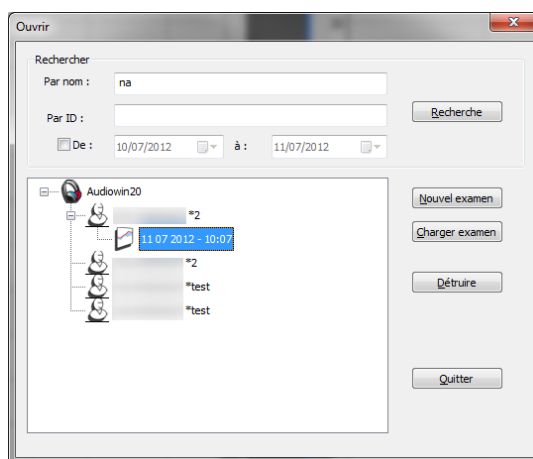 Ouvrir
Rechercher
Par nom :
na
Par ID :
Recherche
De :
10/07/2012
à :
11/07/2012
Audiowin20
*2
11 07 2012 - 10:07
*2
*test
*test
Nouvel examen
Charger examen
Détruire
Quitter